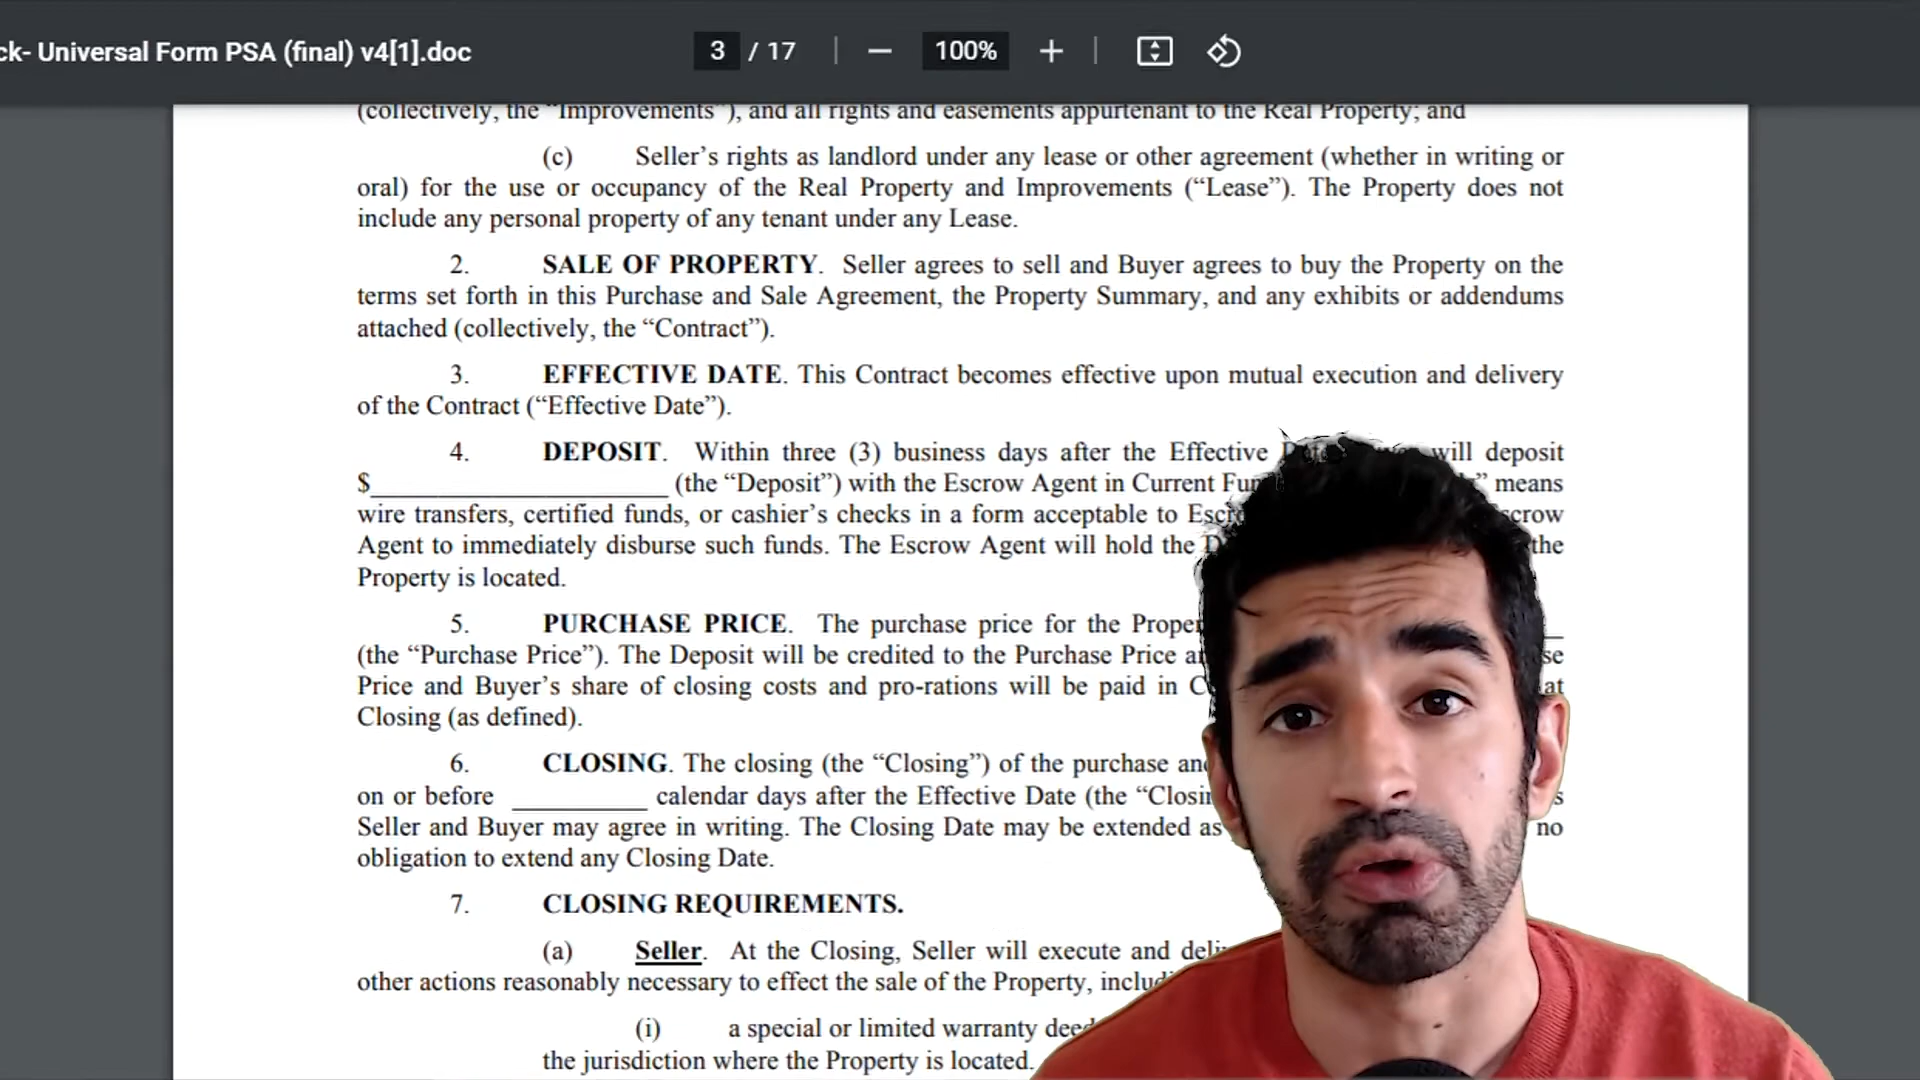 ck- Universal Form PSA (final) v4[1].doc
3 / 17
100%
(collectively, the “Improvements”), and all rights and easements appurtenant to the Real Property; and
(c) Seller’s rights as landlord under any lease or other agreement (whether in writing or
oral) for the use or occupancy of the Real Property and Improvements (“Lease”). The Property does not
include any personal property of any tenant under any Lease.
2. SALE OF PROPERTY. Seller agrees to sell and Buyer agrees to buy the Property on the
terms set forth in this Purchase and Sale Agreement, the Property Summary, and any exhibits or addendums
attached (collectively, the “Contract”).
3. EFFECTIVE DATE. This Contract becomes effective upon mutual execution and delivery
of the Contract (“Effective Date”).
4. DEPOSIT. Within three (3) business days after the Effective will deposit
$______________________ (the “Deposit”) with the Escrow Agent in Current ” means
wire transfers, certified funds, or cashier’s checks in a form acceptable to
Agent to immediately disburse such funds. The Escrow Agent will hold the the
Property is located.
5. PURCHASE PRICE. The purchase price for the
(the “Purchase Price”). The Deposit will be credited to the Purchase Price
Price and Buyer’s share of closing costs and pro-rations will be paid in at
Closing (as defined).
6. CLOSING. The closing (the “Closing”) of the purchase
on or before __________ calendar days after the Effective Date (the
Seller and Buyer may agree in writing. The Closing Date may be extended as no
obligation to extend any Closing Date.
7. CLOSING REQUIREMENTS.
(a) Seller. At the Closing, Seller will execute and
other actions reasonably necessary to effect the sale of the Property,
(i) a special or limited warranty
the jurisdiction where the Property is located.